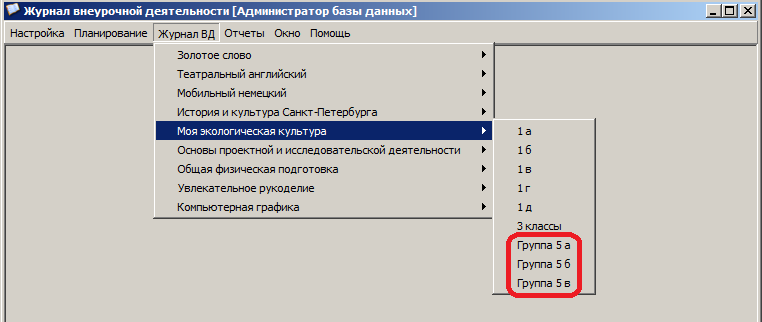 Журнал внеурочной деятельности [Администратор базы данных]
Настройка Планирование Журнал ВД Отчеты Окно Помощь
Золотое слово
Театральный английский
Мобильный немецкий
История и культура Санкт-Петербурга
Моя экологическая культура
Основы проектной и исследовательской деятельности
Общая физическая подготовка
Увлекательное рукоделие
Компьютерная графика
1 а
1 б
1 в
1 г
1 д
3 классы
Группа 5 а
Группа 5 б
Группа 5 в